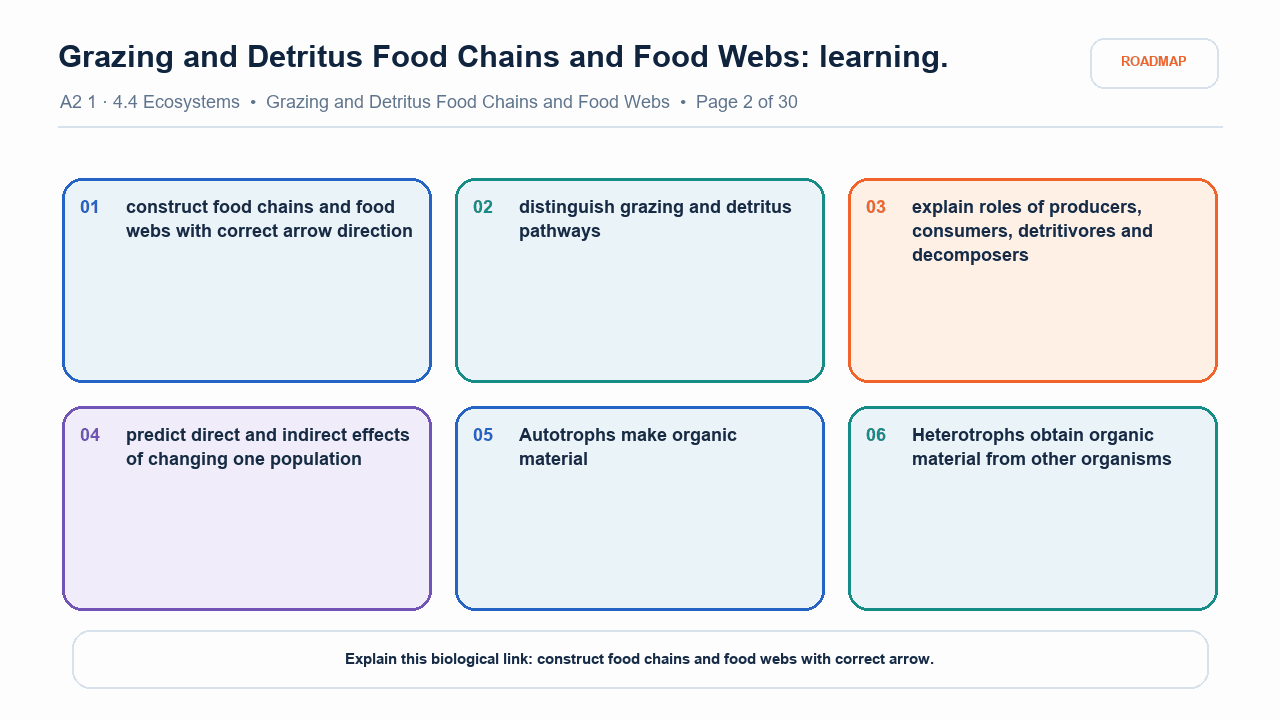 Grazing and Detritus Food Chains and Food Webs: learning.
ROADMAP
A2 1 · 4.4 Ecosystems • Grazing and Detritus Food Chains and Food Webs • Page 2 of 30
01 construct food chains and food
webs with correct arrow direction
02 distinguish grazing and detritus
pathways
03 explain roles of producers,
consumers, detritivores and
decomposers
04 predict direct and indirect effects
of changing one population
05 Autotrophs make organic
material
06 Heterotrophs obtain organic
material from other organisms
Explain this biological link: construct food chains and food webs with correct arrow.